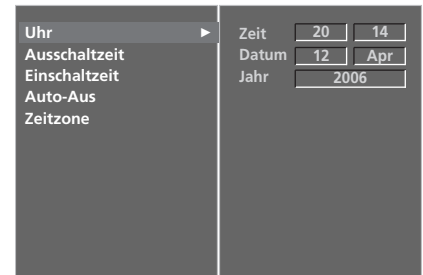 Uhr ►
Ausschaltzeit
Einschaltzeit
Auto-Aus
Zeitzone
Zeit 20 14
Datum 12 Apr
Jahr 2006